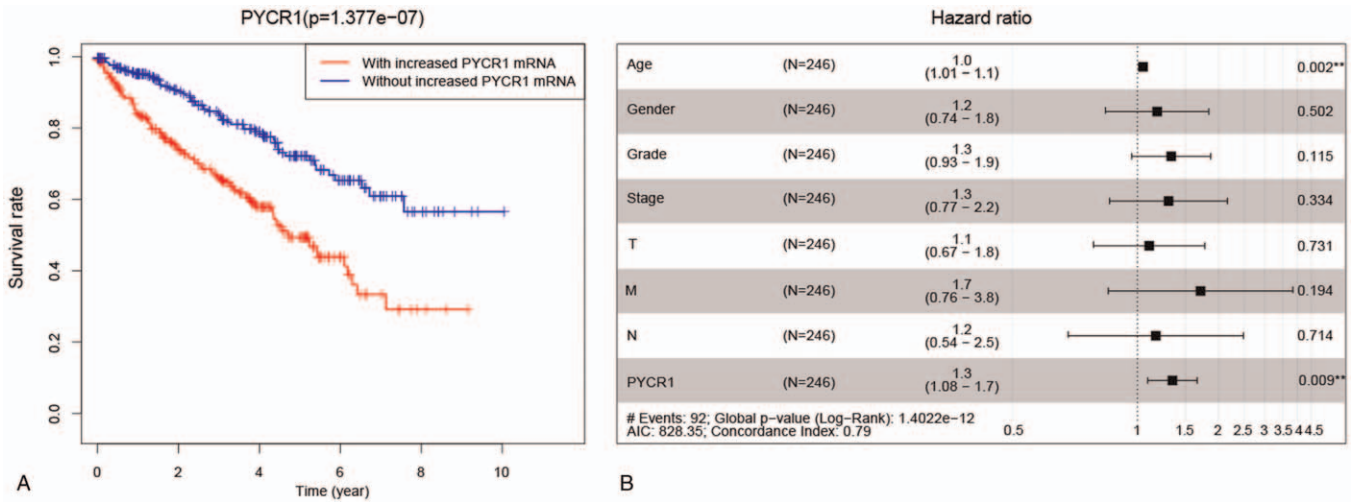 PYCR1(p=1.377e−07)
Survival rate
1.0
0.8
0.6
0.4
0.2
0.0
With increased PYCR1 mRNA
Without increased PYCR1 mRNA
0 2 4 6 8 10
Time (year)
A
Hazard ratio
Age (N=246) 1.0 0.002**
(1.01 − 1.1)
Gender (N=246) 1.2 0.502
(0.74 − 1.8)
Grade (N=246) 1.3 0.115
(0.93 − 1.9)
Stage (N=246) 1.3 0.334
(0.77 − 2.2)
T (N=246) 1.1 0.731
(0.67 − 1.8)
M (N=246) 1.7 0.194
(0.76 − 3.8)
N (N=246) 1.2 0.714
(0.54 − 2.5)
PYCR1 (N=246) 1.3 0.009**
(1.08 − 1.7)
# Events: 92; Global p−value (Log−Rank): 1.4022e−12
AIC: 828.35; Concordance Index: 0.79
0.5 1 1.5 2 2.5 3 3.5 4 4.5
B